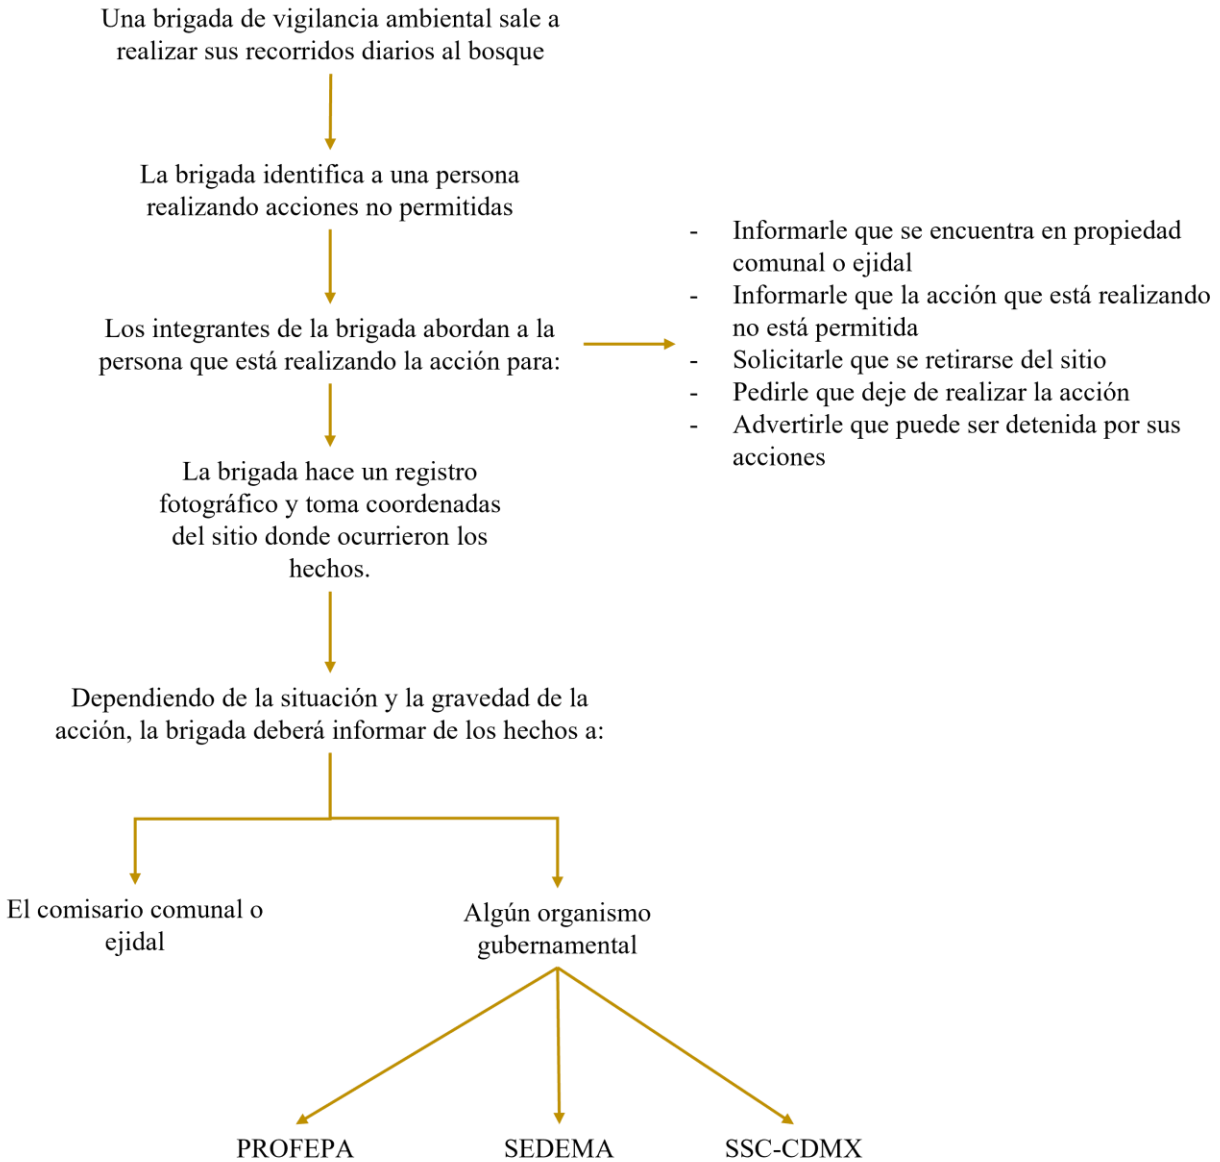 Una brigada de vigilancia ambiental sale a
realizar sus recorridos diarios al bosque
La brigada identifica a una persona
realizando acciones no permitidas
Los integrantes de la brigada abordan a la
persona que está realizando la acción para:
- Informarle que se encuentra en propiedad
comunal o ejidal
- Informarle que la acción que está realizando
no está permitida
- Solicitarle que se retirarse del sitio
- Pedirle que deje de realizar la acción
- Advertirle que puede ser detenida por sus
acciones
La brigada hace un registro
fotográfico y toma coordenadas
del sitio donde ocurrieron los
hechos.
Dependiendo de la situación y la gravedad de la
acción, la brigada deberá informar de los hechos a:
El comisario comunal o
ejidal
Algún organismo
gubernamental
PROFEPA
SEDEMA
SSC-CDMX